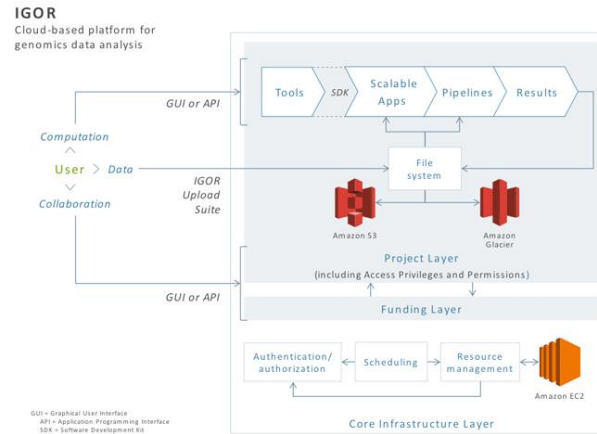 IGOR
Cloud-based platform for
genomics data analysis
GUI or API
Tools
SDK
Scalable
Apps
Pipelines
Results
Computation
User
Data
Collaboration
IGOR
Upload
Suite
File
system
Amazon S3
Amazon
Glacier
Project Layer
(including Access Privileges and Permissions)
GUI or API
Funding Layer
Authentication/
authorization
Scheduling
Resource
management
Amazon EC2
GUI = Graphical User Interface
API = Application Programming Interface
SDK = Software Development Kit
Core Infrastructure Layer